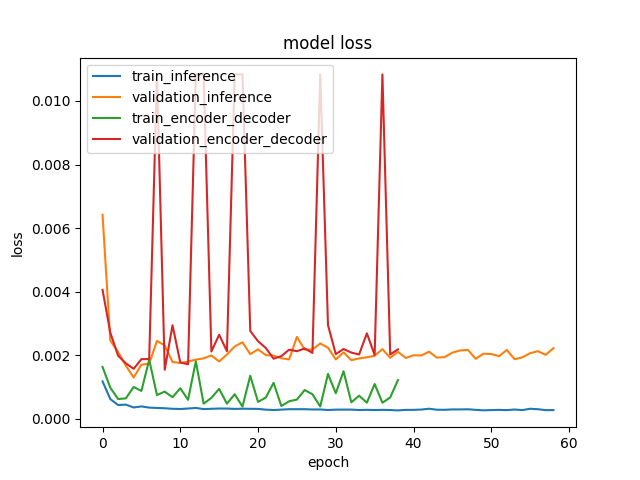 model loss
train_inference
validation_inference
train_encoder_decoder
validation_encoder_decoder
0.010
0.008
0.006
0.004
0.002
0.000
loss
0 10 20 30 40 50 60
epoch